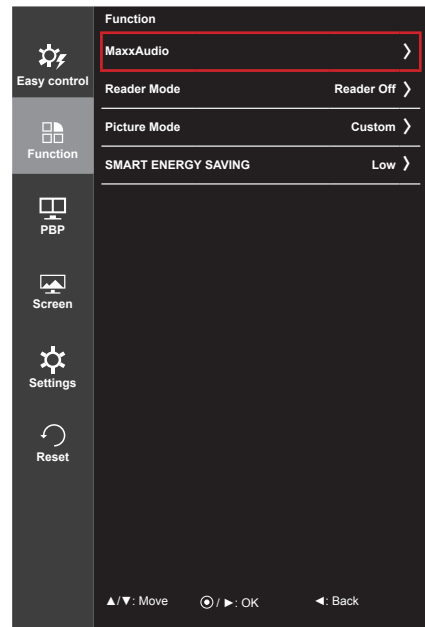 Function
MaxxAudio
Easy control
Reader Mode Reader Off
Picture Mode Custom
Function
SMART ENERGY SAVING Low
PBP
Screen
Settings
Reset
▲/▼: Move ⦿ / ►: OK ◄: Back